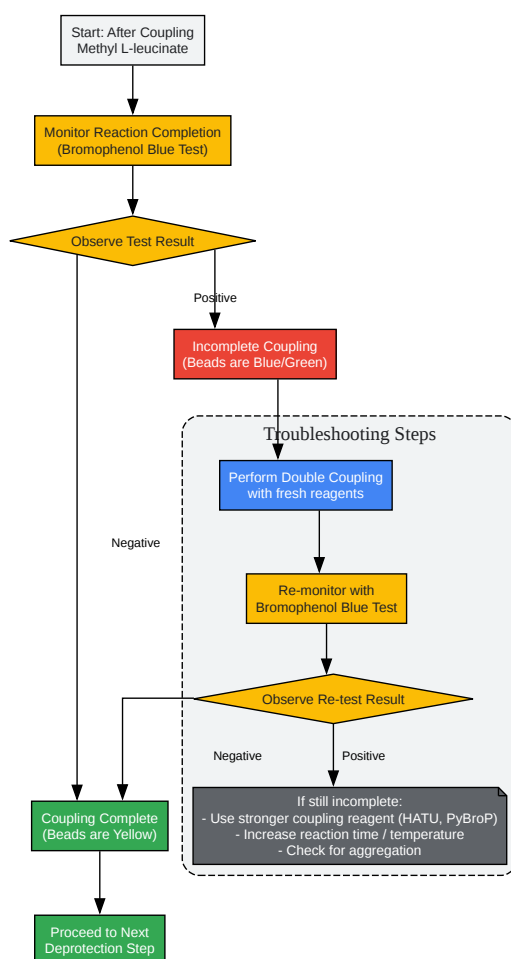 Start: After Coupling
Methyl L-leucinate
Monitor Reaction Completion
(Bromophenol Blue Test)
Observe Test Result
Positive
Incomplete Coupling
(Beads are Blue/Green)
Troubleshooting Steps
Perform Double Coupling
with fresh reagents
Negative
Re-monitor with
Bromophenol Blue Test
Observe Re-test Result
Negative
Positive
If still incomplete:
- Use stronger coupling reagent (HATU, PyBroP)
- Increase reaction time / temperature
- Check for aggregation
Coupling Complete
(Beads are Yellow)
Proceed to Next
Deprotection Step